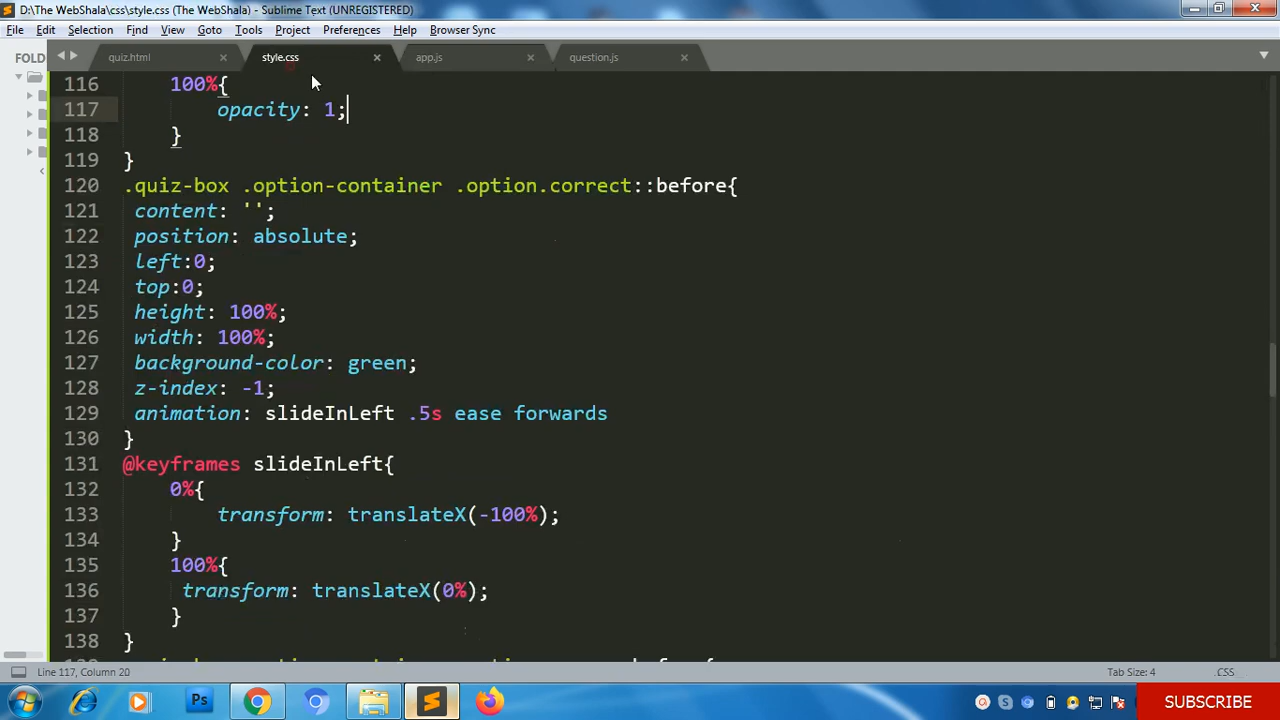 D:\The WebShala\css\style.css (The WebShala) - Sublime Text (UNREGISTERED)
File Edit Selection Find View Goto Tools Project Preferences Help Browser Sync
FOLD
quiz.html style.css app.js question.js
116 100%{
117 opacity: 1;
118 }
119 }
120 .quiz-box .option-container .option.correct::before{
121 content: '';
122 position: absolute;
123 left:0;
124 top:0;
125 height: 100%;
126 width: 100%;
127 background-color: green;
128 z-index: -1;
129 animation: slideInLeft .5s ease forwards
130 }
131 @keyframes slideInLeft{
132 0%{
133 transform: translateX(-100%);
134 }
135 100%{
136 transform: translateX(0%);
137 }
138 }
Line 117, Column 20 Tab Size: 4 .CSS
Ps S SUBSCRIBE